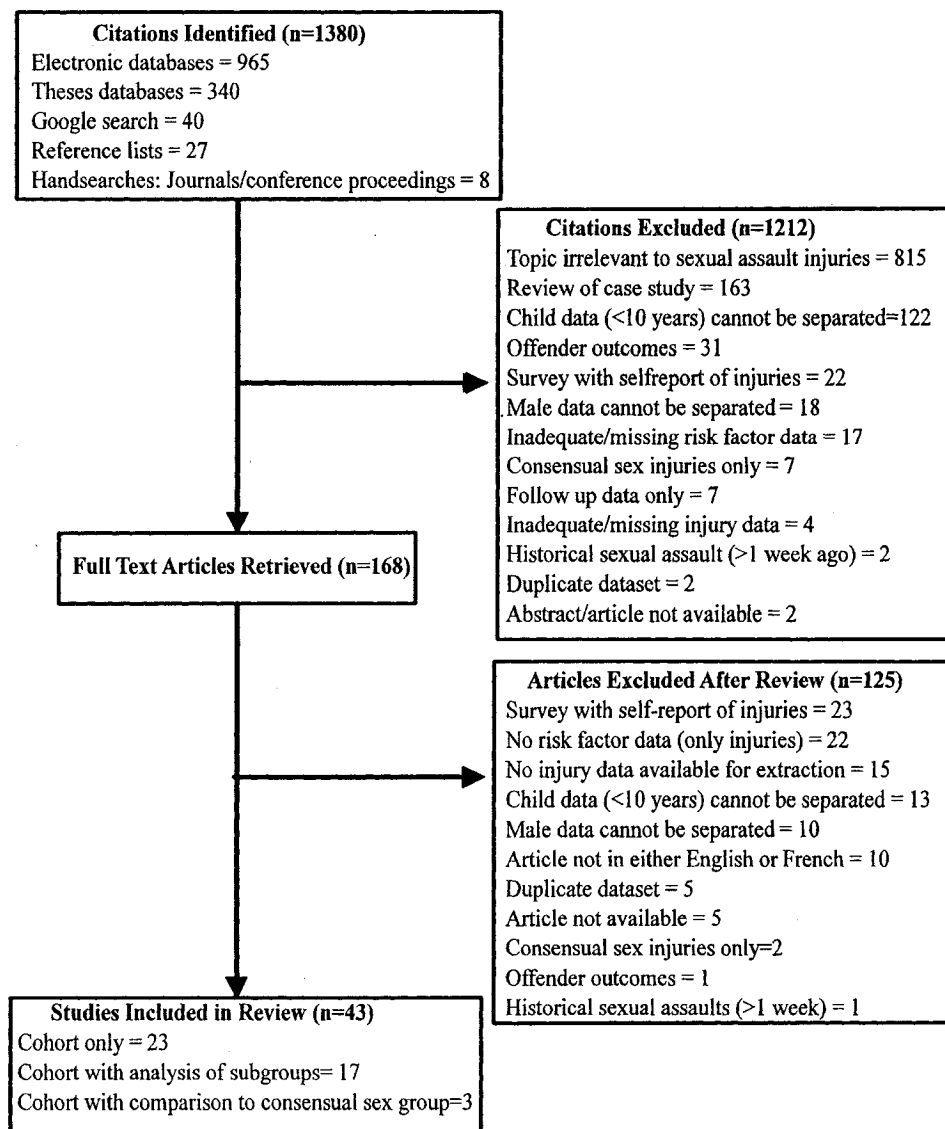 Citations Identified (n=1380)
Electronic databases = 965
Theses databases = 340
Google search = 40
Reference lists = 27
Handsearches: Journals/conference proceedings = 8
Citations Excluded (n=1212)
Topic irrelevant to sexual assault injuries = 815
Review of case study = 163
Child data (<10 years) cannot be separated=122
Offender outcomes = 31
Survey with selfreport of injuries = 22
Male data cannot be separated = 18
Inadequate/missing risk factor data = 17
Consensual sex injuries only = 7
Follow up data only = 7
Inadequate/missing injury data = 4
Historical sexual assault (>1 week ago) = 2
Duplicate dataset = 2
Abstract/article not available = 2
Full Text Articles Retrieved (n=168)
Articles Excluded After Review (n=125)
Survey with self-report of injuries = 23
No risk factor data (only injuries) = 22
No injury data available for extraction = 15
Child data (<10 years) cannot be separated = 13
Male data cannot be separated = 10
Article not in either English or French = 10
Duplicate dataset = 5
Article not available = 5
Consensual sex injuries only=2
Offender outcomes = 1
Historical sexual assaults (>1 week) = 1
Studies Included in Review (n=43)
Cohort only = 23
Cohort with analysis of subgroups= 17
Cohort with comparison to consensual sex group=3